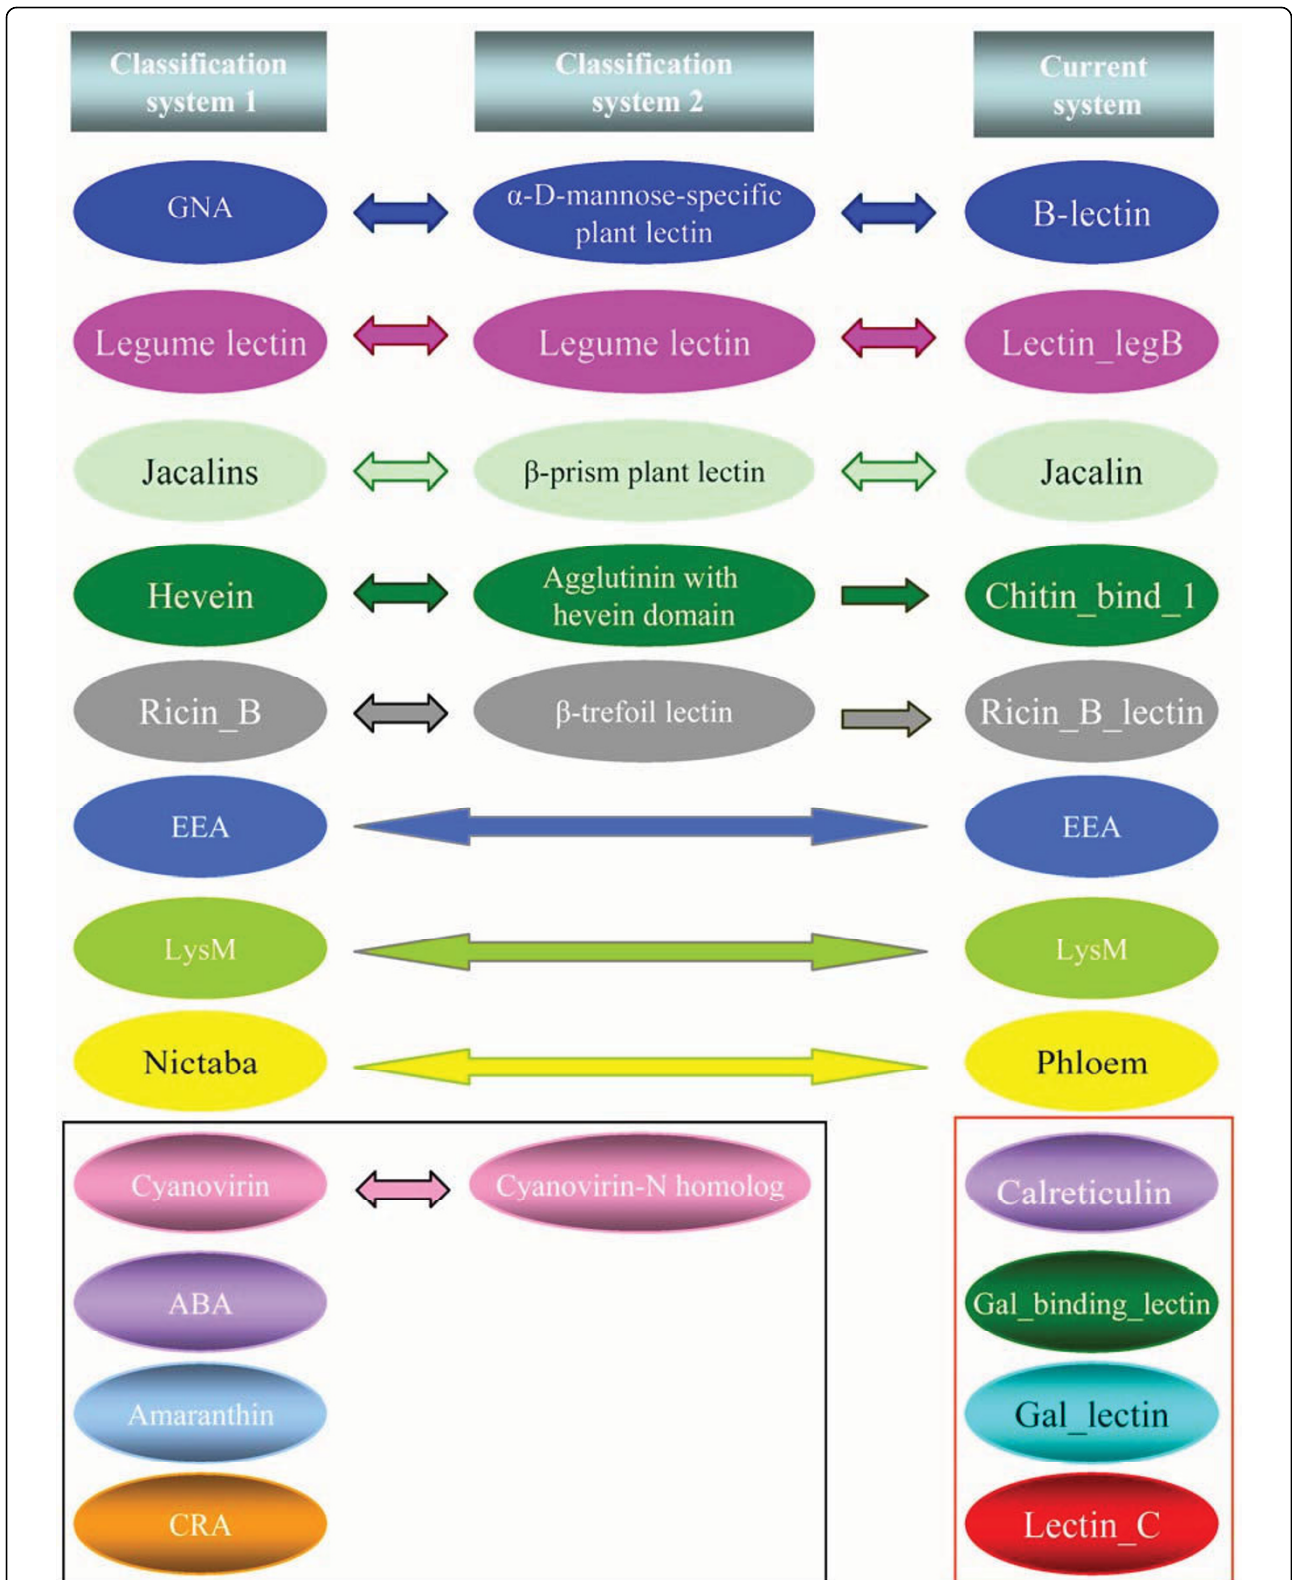 Classification
system 1
Classification
system 2
Current
system
GNA
α-D-mannose-specific
plant lectin
B-lectin
Legume lectin
Legume lectin
Lectin_legB
Jacalins
β-prism plant lectin
Jacalin
Hevein
Agglutinin with
hevein domain
Chitin_bind_1
Ricin_B
β-trefoil lectin
Ricin_B_lectin
EEA
EEA
LysM
LysM
Nictaba
Phloem
Cyanovirin
Cyanovirin-N homolog
Calreticulin
ABA
Gal_binding_lectin
Amaranthin
Gal_lectin
CRA
Lectin_C